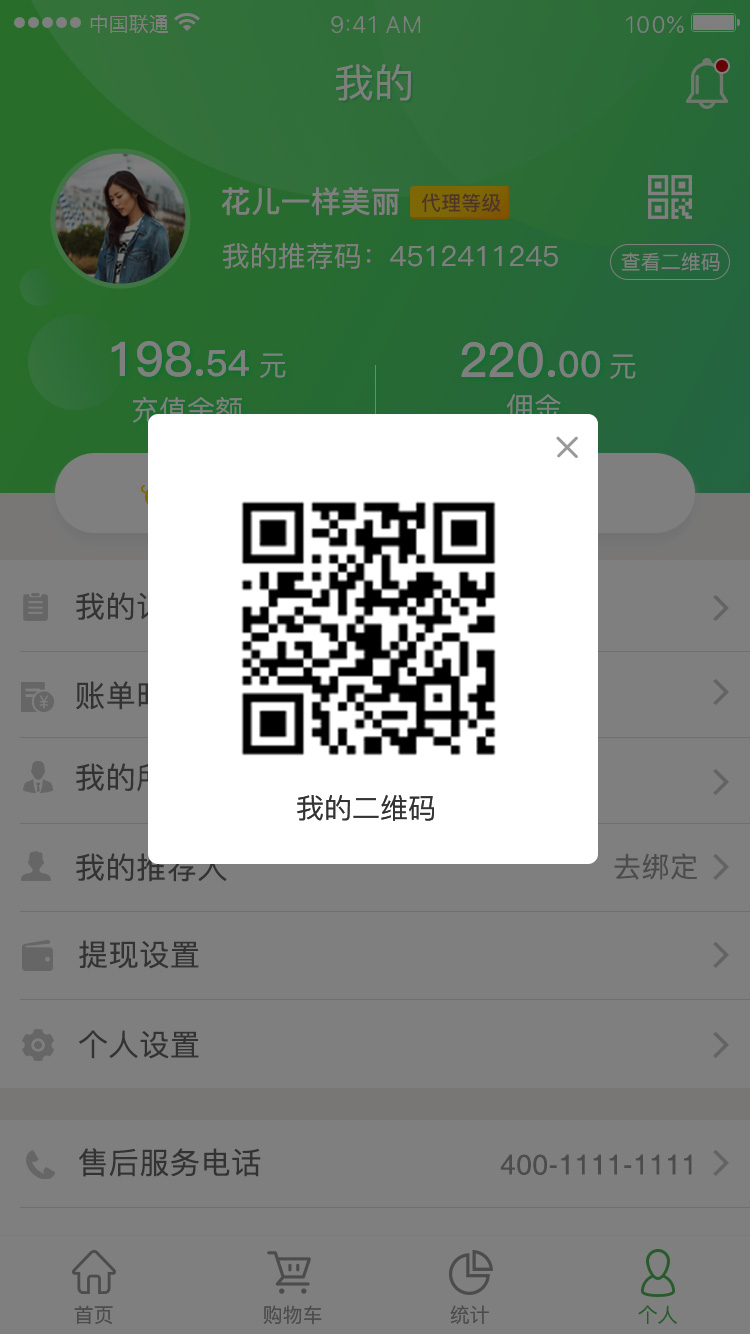 中国联通 9:41 AM 100%
我的
花儿一样美丽 代理等级
我的推荐码：4512411245
查看二维码
198.54 元 220.00 元
充值金额 佣金
我的
账单
我的
我的二维码
我的推荐人 去绑定
提现设置
个人设置
售后服务电话 400-1111-1111
首页 购物车 统计 个人